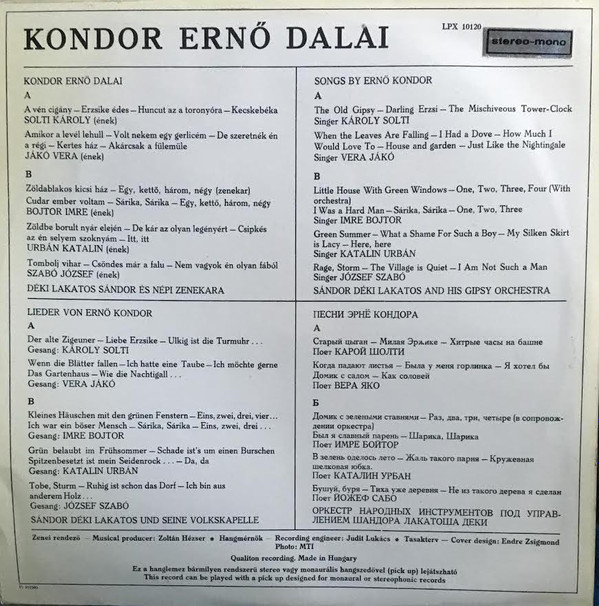 KONDOR ERNŐ DALAI
LPX 10120
stereo-mono
KONDOR ERNŐ DALAI
A
A vén cigány — Erzsike édes — Huncut az a toronyóra — Kecskebéka
SOLTI KÁROLY (ének)
Amikor a levél lehull — Volt nekem egy gerlicém — De szeretnék én
a régi — Kertes ház — Akárcsak a fülemüle
JÁKÓ VERA (ének)
B
Zöldablakos kicsi ház — Egy, kettő, három, négy (zenekar)
Cudar ember voltam — Sárika, Sárika — Egy, kettő, három, négy
BOJTOR IMRE (ének)
Zöldbe borult nyár elején — De kár az olyan legényért — Csipkés
az én selyem szoknyám — Itt, itt
URBÁN KATALIN (ének)
Tombolj vihar — Csöndes már a falu — Nem vagyok én olyan fából
SZABÓ JÓZSEF (ének)
DÉKI LAKATOS SÁNDOR ÉS NÉPI ZENEKARA
SONGS BY ERNŐ KONDOR
A
The Old Gipsy — Darling Erzsi — The Mischiveous Tower-Clock
Singer KÁROLY SOLTI
When the Leaves Are Falling — I Had a Dove — How Much I
Would Love To — House and garden — Just Like the Nightingale
Singer VERA JÁKÓ
B
Little House With Green Windows — One, Two, Three, Four (With
orchestra)
I Was a Hard Man — Sárika, Sárika — One, Two, Three
Singer IMRE BOJTOR
Green Summer — What a Shame For Such a Boy — My Silken Skirt
is Lacy — Here, here
Singer KATALIN URBÁN
Rage, Storm — The Village is Quiet — I Am Not Such a Man
Singer JÓZSEF SZABÓ
SÁNDOR DÉKI LAKATOS AND HIS GIPSY ORCHESTRA
LIEDER VON ERNŐ KONDOR
A
Der alte Zigeuner — Liebe Erzsike — Ulkig ist die Turmuhr . . .
Gesang: KÁROLY SOLTI
Wenn die Blätter fallen — Ich hatte eine Taube — Ich möchte gerne
Das Gartenhaus — Wie die Nachtigall . . .
Gesang: VERA JÁKÓ
B
Kleines Häuschen mit den grünen Fenstern — Eins, zwei, drei, vier...
Ich war ein böser Mensch — Sárika, Sárika — Eins, zwei, drei . . .
Gesang: IMRE BOJTOR
Grün belaubt im Frühsommer — Schade ist's um einen Burschen
Spitzenbesetzt ist mein Seidenrock . . . — Da, da
Gesang: KATALIN URBÁN
Tobe, Sturm — Ruhig ist schon das Dorf — Ich bin aus
anderem Holz . . .
Gesang: JÓZSEF SZABÓ
SÁNDOR DÉKI LAKATOS UND SEINE VOLKSKAPELLE
ПЕСНИ ЭРНЁ КОНДОРА
А
Старый цыган — Милая Эржике — Хитрые часы на башне
Поет КАРОЙ ШОЛТИ
Когда падают листья — Была у меня горлинка — Я хотел бы
Домик с садом — Как соловей
Поет ВЕРА ЯКО
Б
Домик с зелеными ставнями — Раз, два, три, четыре (в сопровож-
дении оркестра)
Был я славный парень — Шарика, Шарика
Поет ИМРЕ БОЙТОР
В зелень оделось лето — Жаль такого парня — Кружевная
шелковая юбка.
Поет КАТАЛИН УРБАН
Бушуй, буря — Тиха уже деревня — Не из такого дерева я сделан
Поет ЙОЖЕФ САБО
ОРКЕСТР НАРОДНЫХ ИНСТРУМЕНТОВ ПОД УПРАВ-
ЛЕНИЕМ ШАНДОРА ЛАКАТОША ДЕКИ
Zenei rendező — Musical producer: Zoltán Hézser • Hangmérnök — Recording engineer: Judit Lukács • Tasakterv — Cover design: Endre Zsigmond
Photo: MTI
Qualiton recording. Made in Hungary
Ez a hanglemez bármilyen rendszerű stereo vagy monaurális hangszedővel (pick up) lejátszható
This record can be played with a pick up designed for monaural or stereophonic records